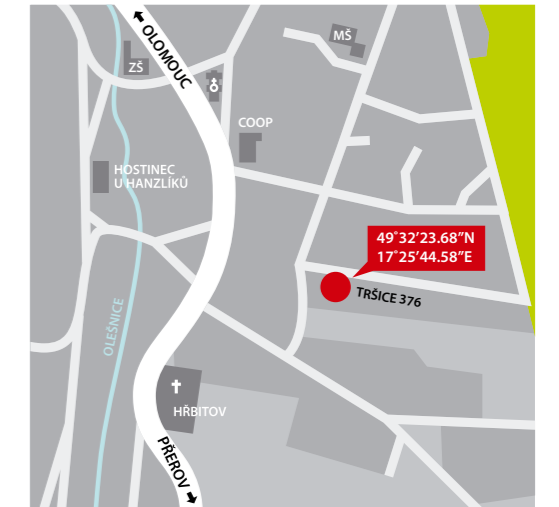 OLOMOUC
ZŠ
MŠ
COOP
HOSTINEC
U HANZLÍKŮ
49°32'23.68"N
17°25'44.58"E
TRŠICE 376
OLEŠNICE
HŘBITOV
PŘEROV